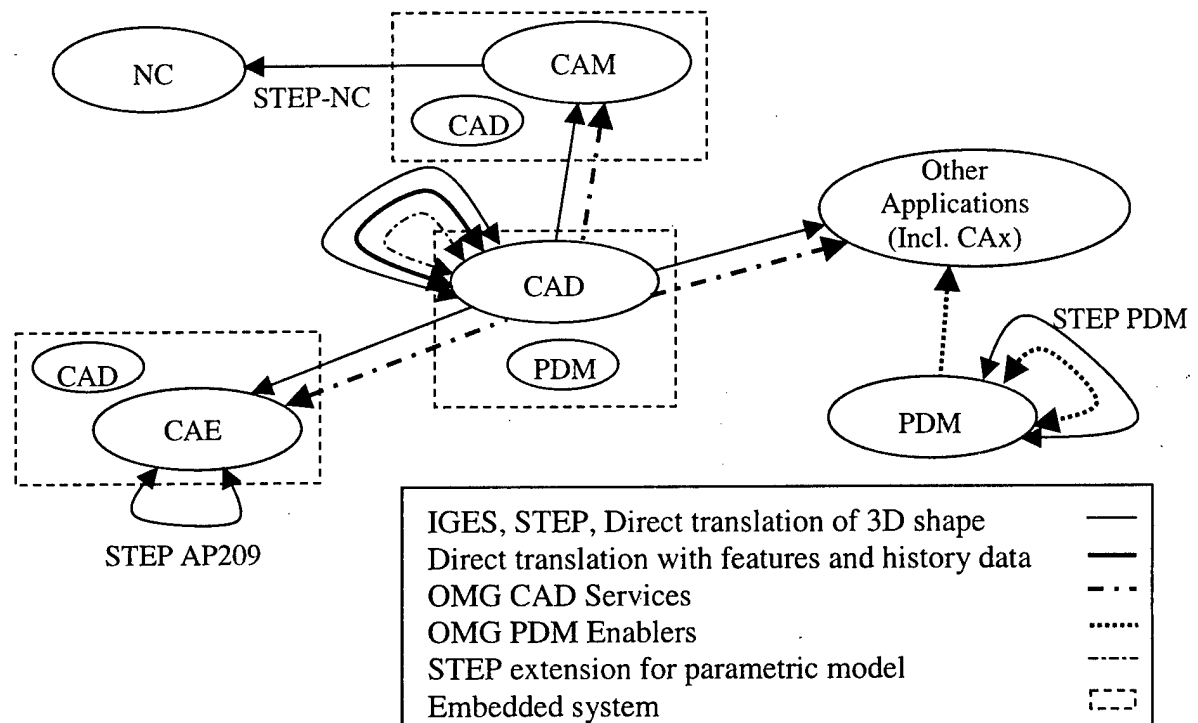 NC
CAM
STEP-NC
CAD
Other
Applications
(Incl. CAx)
CAD
STEP PDM
CAD
PDM
PDM
CAE
STEP AP209
IGES, STEP, Direct translation of 3D shape
Direct translation with features and history data
OMG CAD Services
OMG PDM Enablers
STEP extension for parametric model
Embedded system